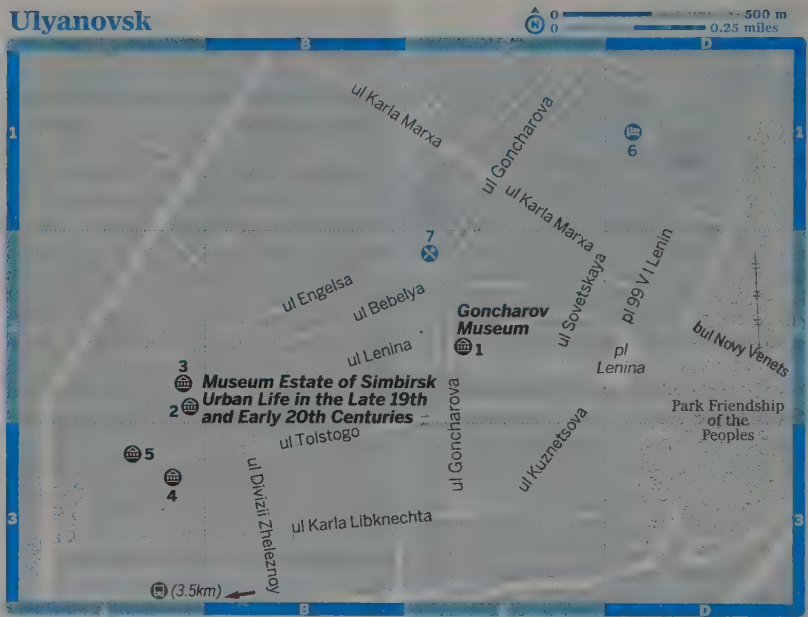 Ulyanovsk
N
0 500 m
0 0.25 miles
B
D
1
ul Karla Marxa
ul Goncharova
6
1
ul Karla Marxa
7
ul Engelsa
ul Bebelya
ul Sovetskaya
pl 99 V I Lenin
Goncharov
Museum
1
bul Novy Venets
ul Lenina
pl
Lenina
3
Museum Estate of Simbirsk
2
Urban Life in the Late 19th
and Early 20th Centuries
Park Friendship
of the
Peoples
ul Tolstogo
ul Goncharova
ul Kuznetsova
5
4
ul Divizii Zheleznoy
ul Karla Libknechta
3
3
(3.5km)
B
D